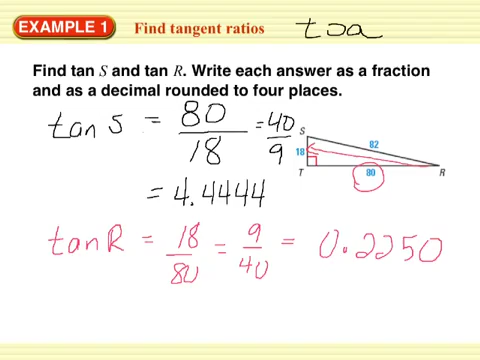 EXAMPLE 1 Find tangent ratios toa
Find tan S and tan R. Write each answer as a fraction
and as a decimal rounded to four places.
tan S = 80/18 = 40/9
= 4.4444
S
82
18
T 80 R
tan R = 18/80 = 9/40 = 0.2250